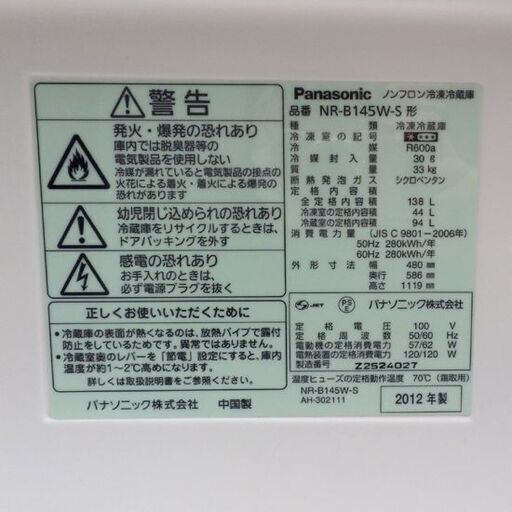 警告
発火・爆発の恐れあり
庫内では脱臭器等の
電気製品を使用しない
冷媒が漏れていると電気製品の接点の
火花による着火・爆発の恐れあり
幼児閉じ込められの恐れあり
冷蔵庫をリサイクルするときは、
ドアパッキングを外す
感電の恐れあり
お手入れのときは、
必ず電源プラグを抜く
正しくお使いいただくために
・冷蔵庫の表面が熱くなるのは、放熱パイプで露付
防止をしているためです。異常ではありません。
・冷蔵室奥のレバーを「節電」設定にすると、庫内
温度が約1〜2℃高めになります。
詳しくは取扱説明書をご覧ください。
パナソニック株式会社 中国製
Panasonic ノンフロン冷凍冷蔵庫
品番 NR-B145W-S 形
種類 冷凍冷蔵庫
冷凍室の記号
冷媒 R600a
冷媒封入量 30g
質量 33kg
断熱発泡ガス シクロペンタン
定格内容積
全定格内容積 138 L
冷凍室の定格内容積 44 L
冷蔵室の定格内容積 94 L
消費電力量 (JIS C 9801-2006年)
50Hz 280kWh/年
60Hz 280kWh/年
外形寸法 幅 480 mm
奥行 586 mm
高さ 1119 mm
JET PS E パナソニック株式会社
定格電圧 100 V
定格周波数 50/60 Hz
電動機の定格消費電力 57/62 W
電熱装置の定格消費電力 120/120 W
製造番号 Z2524027
温度ヒューズの定格動作温度 70℃ (霜取用)
NR-B145W-S
AH-302111
2012 年製